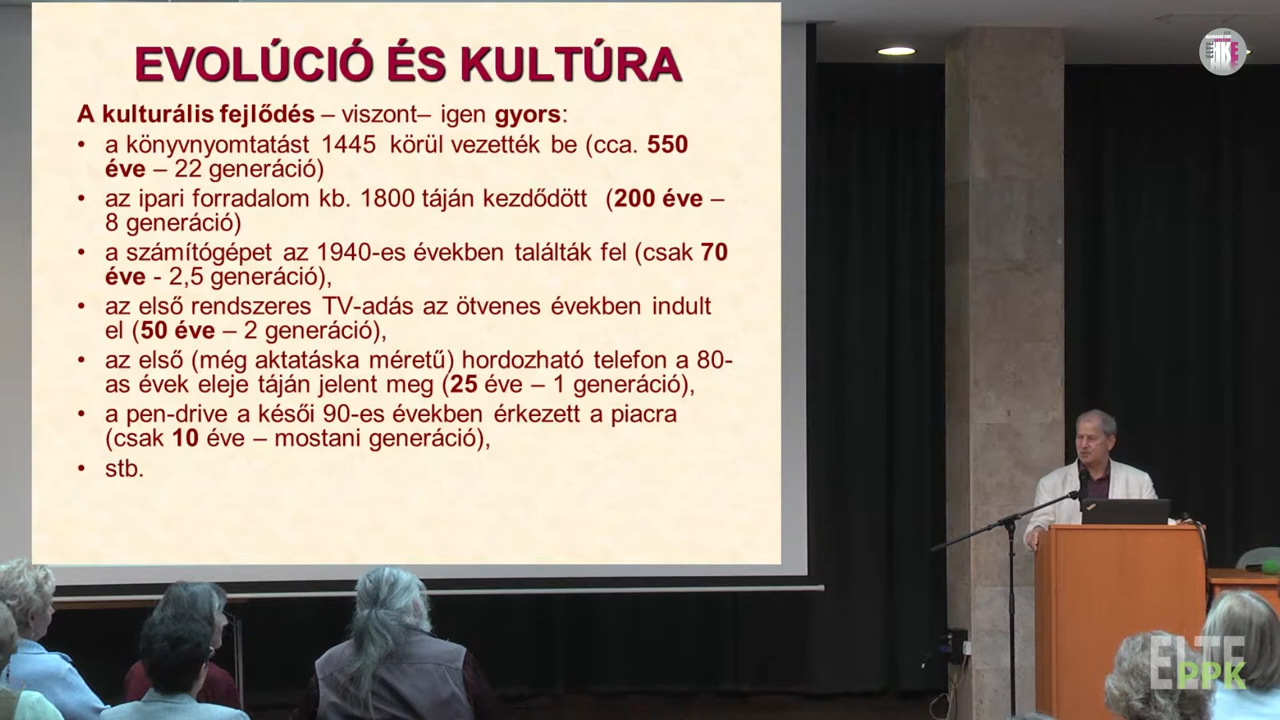 EVOLÚCIÓ ÉS KULTÚRA
A kulturális fejlődés – viszont– igen gyors:
• a könyvnyomtatást 1445 körül vezették be (cca. 550
éve – 22 generáció)
• az ipari forradalom kb. 1800 táján kezdődött (200 éve –
8 generáció)
• a számítógépet az 1940-es években találták fel (csak 70
éve - 2,5 generáció),
• az első rendszeres TV-adás az ötvenes években indult
el (50 éve – 2 generáció),
• az első (még aktatáska méretű) hordozható telefon a 80-
as évek eleje táján jelent meg (25 éve – 1 generáció),
• a pen-drive a késői 90-es években érkezett a piacra
(csak 10 éve – mostani generáció),
• stb.
ELTE
PPK